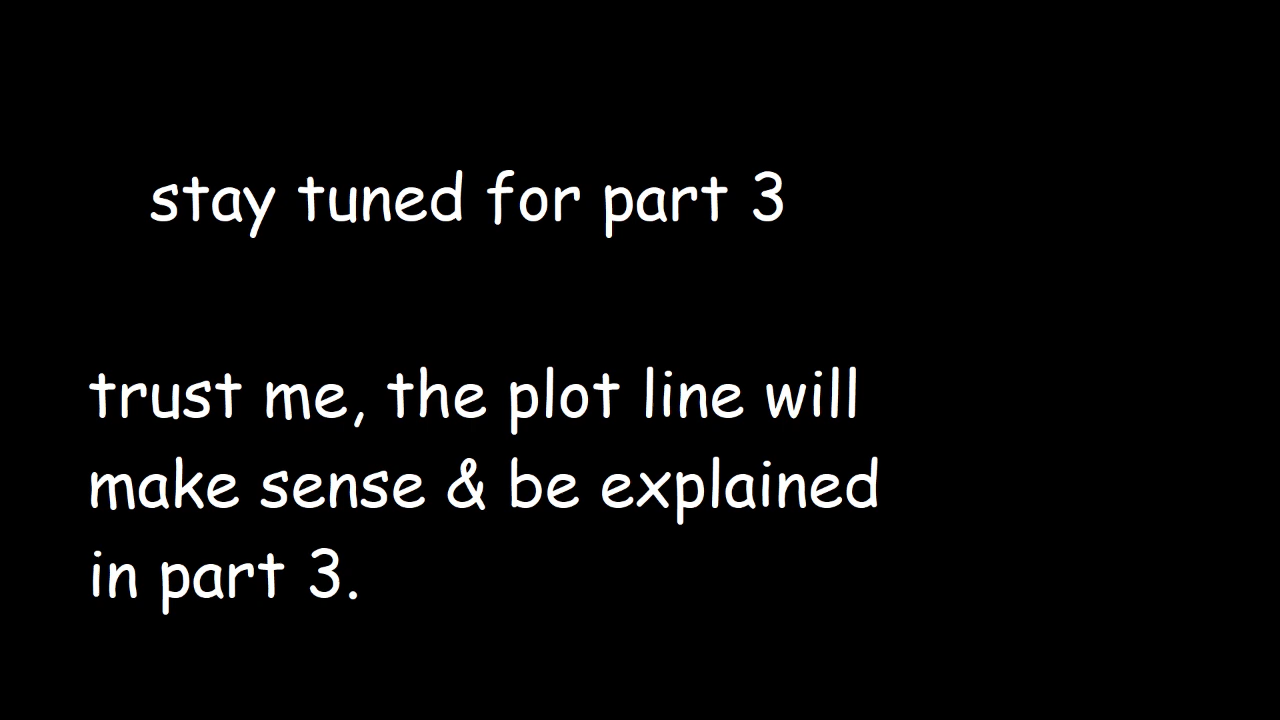 stay tuned for part 3
trust me, the plot line will
make sense & be explained
in part 3.